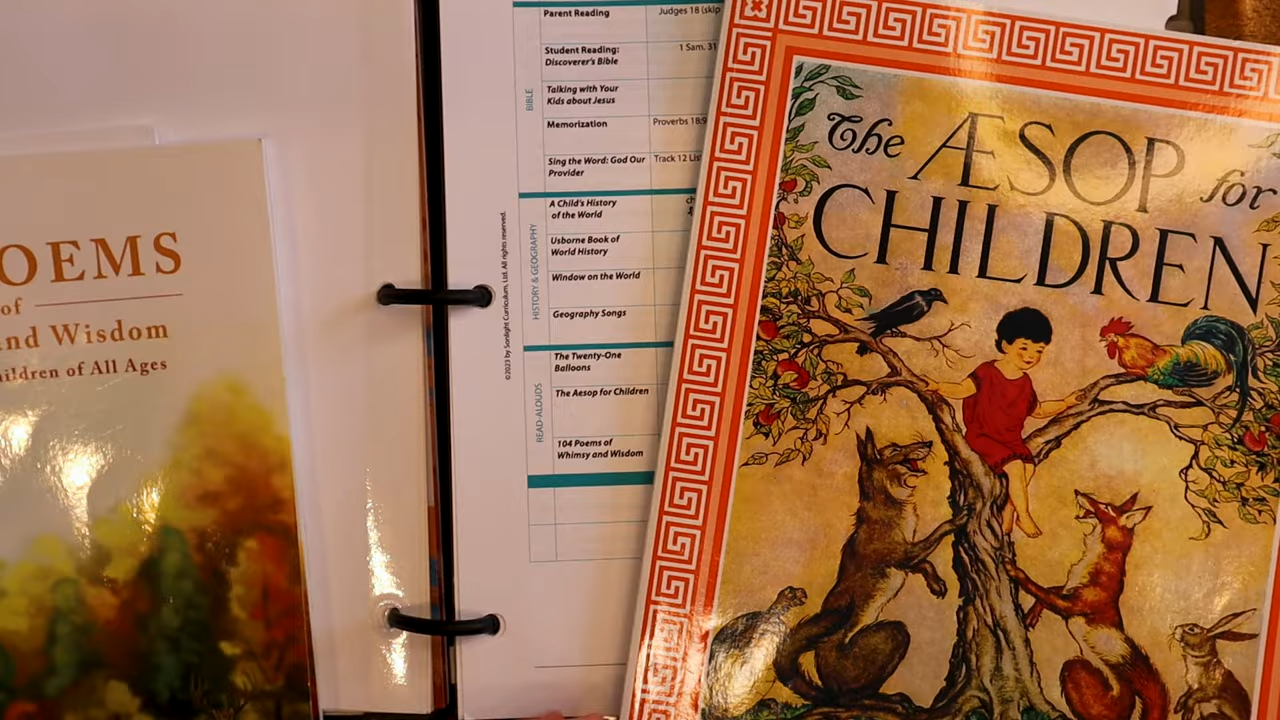 OEMS
of
nd Wisdom
ildren of All Ages
©2023 by Sonlight Curriculum, Ltd. All rights reserved.
BIBLE
Parent Reading
Judges 18 (skip
Student Reading:
Discoverer's Bible
1 Sam. 31
Talking with Your
Kids about Jesus
Memorization
Proverbs 18:9
Sing the Word: God Our
Provider
Track 12 Lis
HISTORY & GEOGRAPHY
A Child's History
of the World
ch
Usborne Book of
World History
Window on the World
Geography Songs
READ-ALOUDS
The Twenty-One
Balloons
The Aesop for Children
104 Poems of
Whimsy and Wisdom
The ÆSOP for
CHILDREN